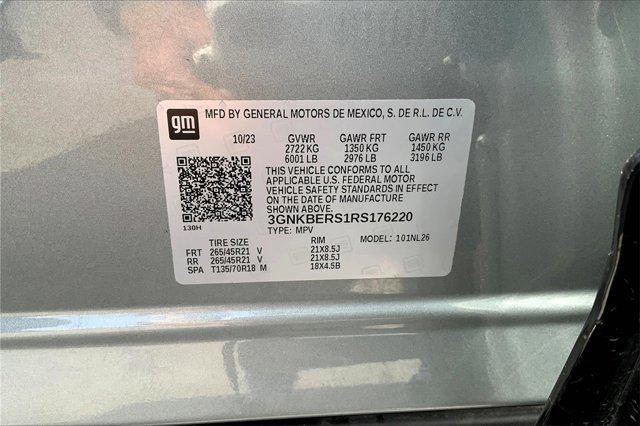 gm
MFD BY GENERAL MOTORS DE MEXICO, S. DE R.L. DE C.V.
10/23 GVWR GAWR FRT GAWR RR
2722 KG 1350 KG 1450 KG
6001 LB 2976 LB 3196 LB
THIS VEHICLE CONFORMS TO ALL
APPLICABLE U.S. FEDERAL MOTOR
VEHICLE SAFETY STANDARDS IN EFFECT
ON THE DATE OF MANUFACTURE
SHOWN ABOVE.
130H
3GNKBERS1RS176220
TYPE: MPV MODEL: 101NL26
TIRE SIZE RIM
FRT 265/45R21 V 21X8.5J
RR 265/45R21 V 21X8.5J
SPA T135/70R18 M 18X4.5B